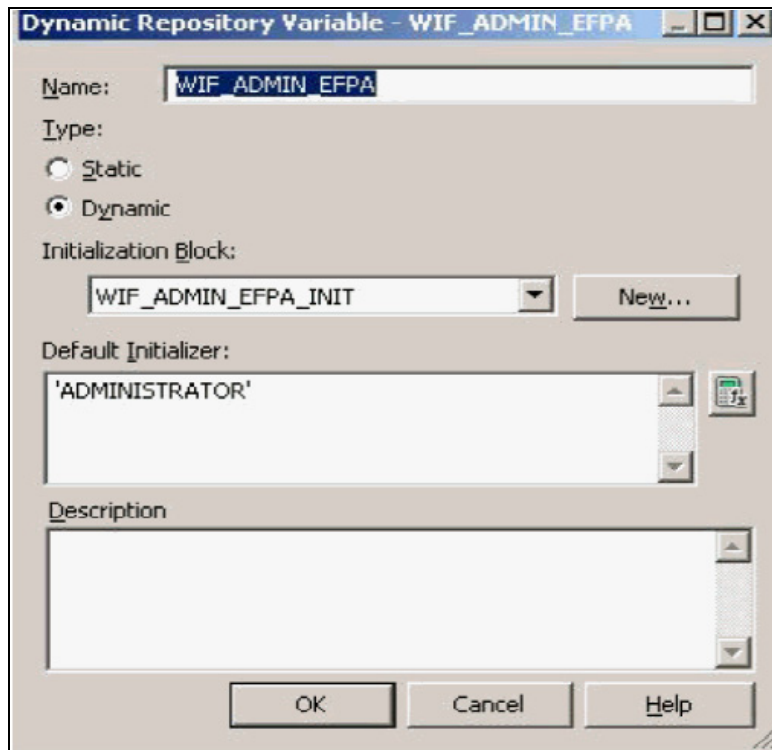 Dynamic Repository Variable - WIF_ADMIN_EFPA
Name: WIF_ADMIN_EFPA
Type:
Static
Dynamic
Initialization Block:
WIF_ADMIN_EFPA_INIT New...
Default Initializer:
'ADMINISTRATOR'
Description
OK Cancel Help